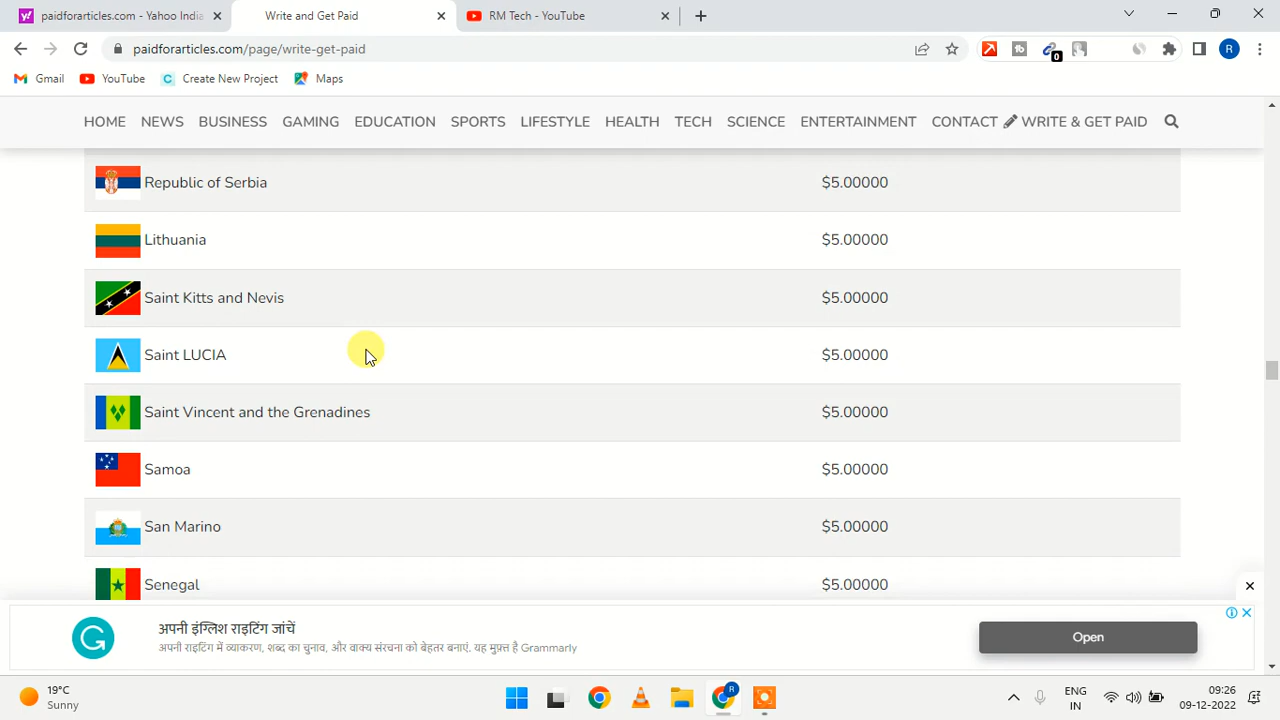 paidforarticles.com - Yahoo India
Write and Get Paid
RM Tech - YouTube
paidforarticles.com/page/write-get-paid
0
R
Gmail
YouTube
Create New Project
Maps
HOME NEWS BUSINESS GAMING EDUCATION SPORTS LIFESTYLE HEALTH TECH SCIENCE ENTERTAINMENT CONTACT WRITE & GET PAID
Republic of Serbia $5.00000
Lithuania $5.00000
Saint Kitts and Nevis $5.00000
Saint LUCIA $5.00000
Saint Vincent and the Grenadines $5.00000
Samoa $5.00000
San Marino $5.00000
Senegal $5.00000
अपनी इंग्लिश राइटिंग जांचें
अपनी राइटिंग में व्याकरण, शब्द का चुनाव, और वाक्य संरचना को बेहतर बनाएं. यह मुफ़्त है Grammarly
Open
19°C
Sunny
R
ENG
IN
09:26
09-12-2022